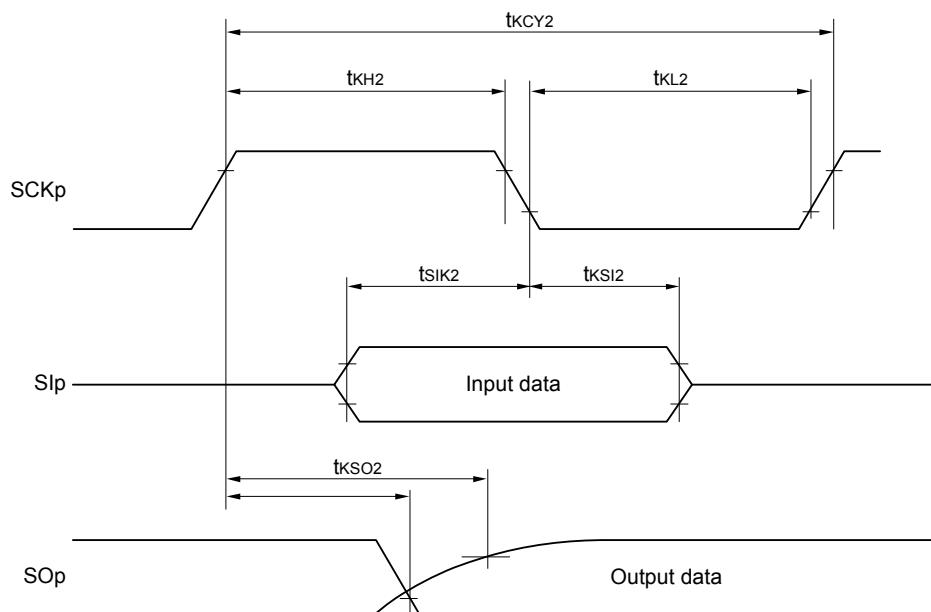 tKCY2
tKH2
tKL2
SCKp
tSIK2
tKSI2
SIp
Input data
tKSO2
SOp
Output data